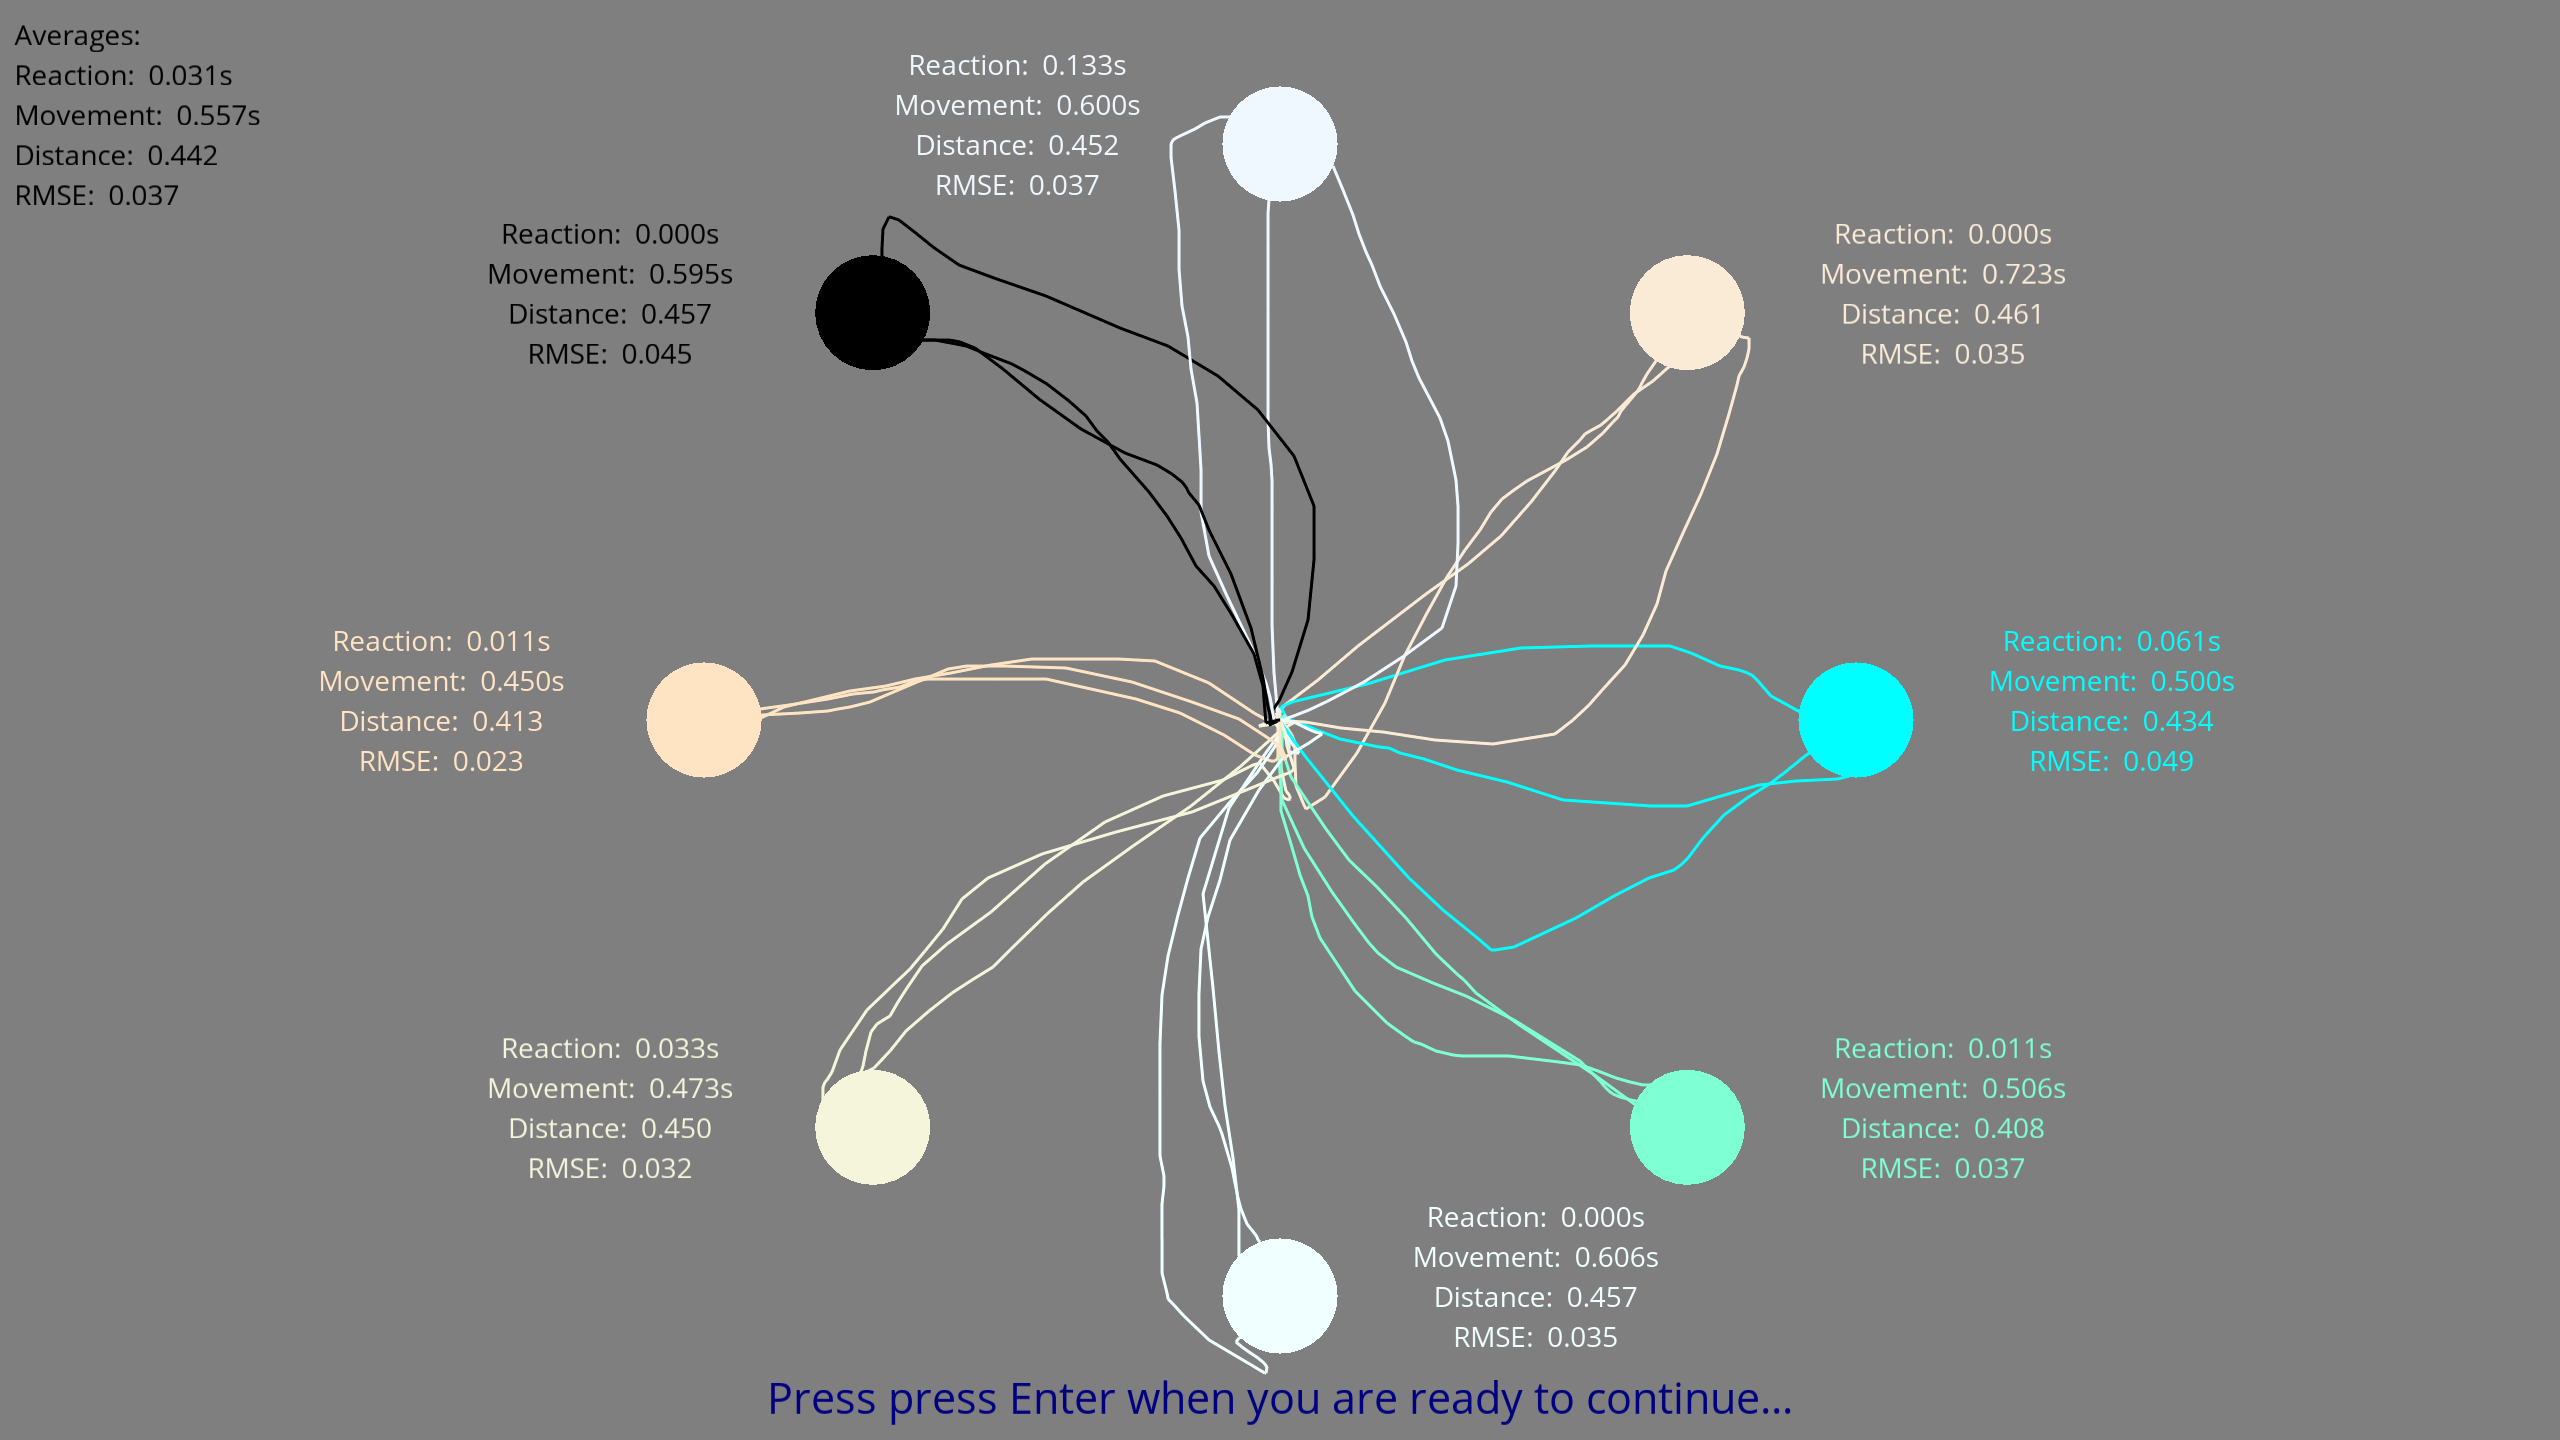 Averages:
Reaction: 0.031s
Movement: 0.557s
Distance: 0.442
RMSE: 0.037
Reaction: 0.133s
Movement: 0.600s
Distance: 0.452
RMSE: 0.037
Reaction: 0.000s
Movement: 0.595s
Distance: 0.457
RMSE: 0.045
Reaction: 0.000s
Movement: 0.723s
Distance: 0.461
RMSE: 0.035
Reaction: 0.011s
Movement: 0.450s
Distance: 0.413
RMSE: 0.023
Reaction: 0.061s
Movement: 0.500s
Distance: 0.434
RMSE: 0.049
Reaction: 0.033s
Movement: 0.473s
Distance: 0.450
RMSE: 0.032
Reaction: 0.011s
Movement: 0.506s
Distance: 0.408
RMSE: 0.037
Reaction: 0.000s
Movement: 0.606s
Distance: 0.457
RMSE: 0.035
Press press Enter when you are ready to continue...